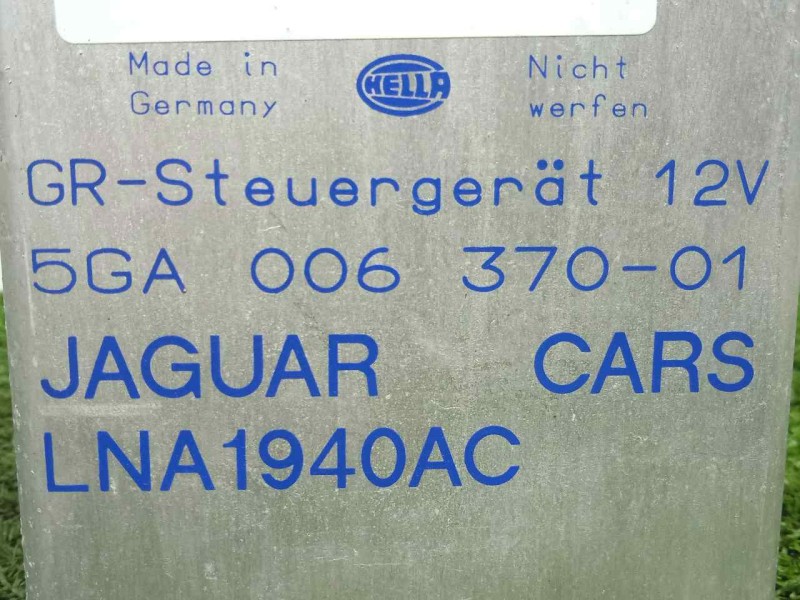 Made in
Germany
HELLA
Nicht
werfen
GR-Steuergerät 12V
5GA 006 370-01
JAGUAR CARS
LNA1940AC